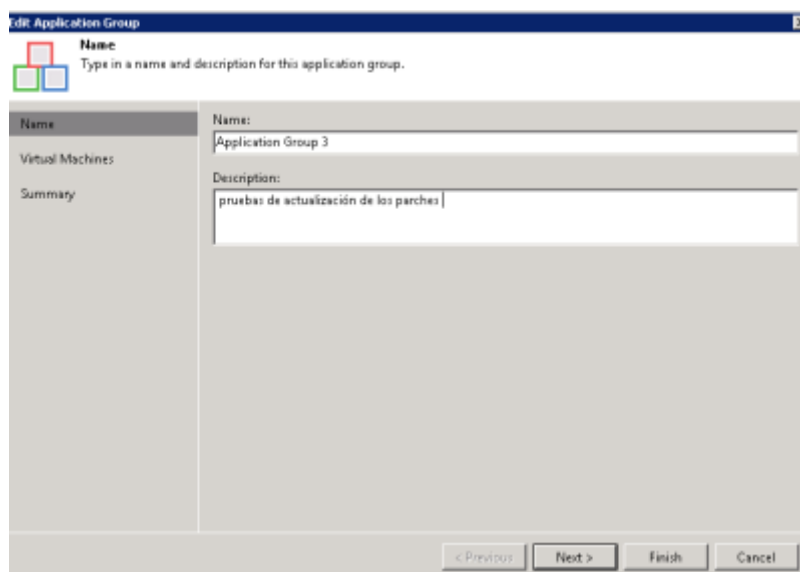 Edit Application Group
Name
Type in a name and description for this application group.
Name
Virtual Machines
Summary
Name:
Application Group 3
Description:
pruebas de actualización de los parches
< Previous
Next >
Finish
Cancel